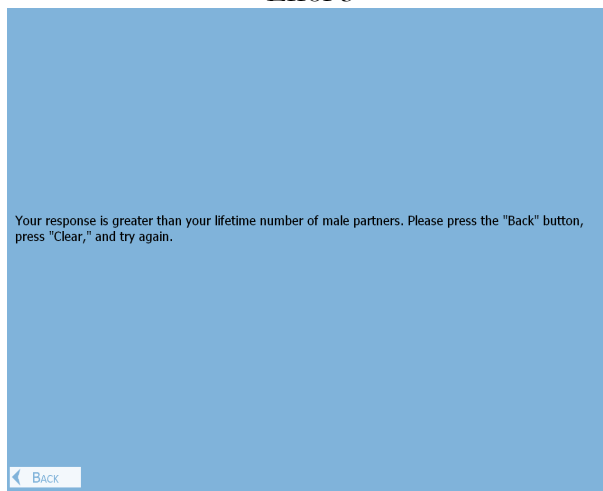 Your response is greater than your lifetime number of male partners. Please press the "Back" button,
press "Clear," and try again.
BACK